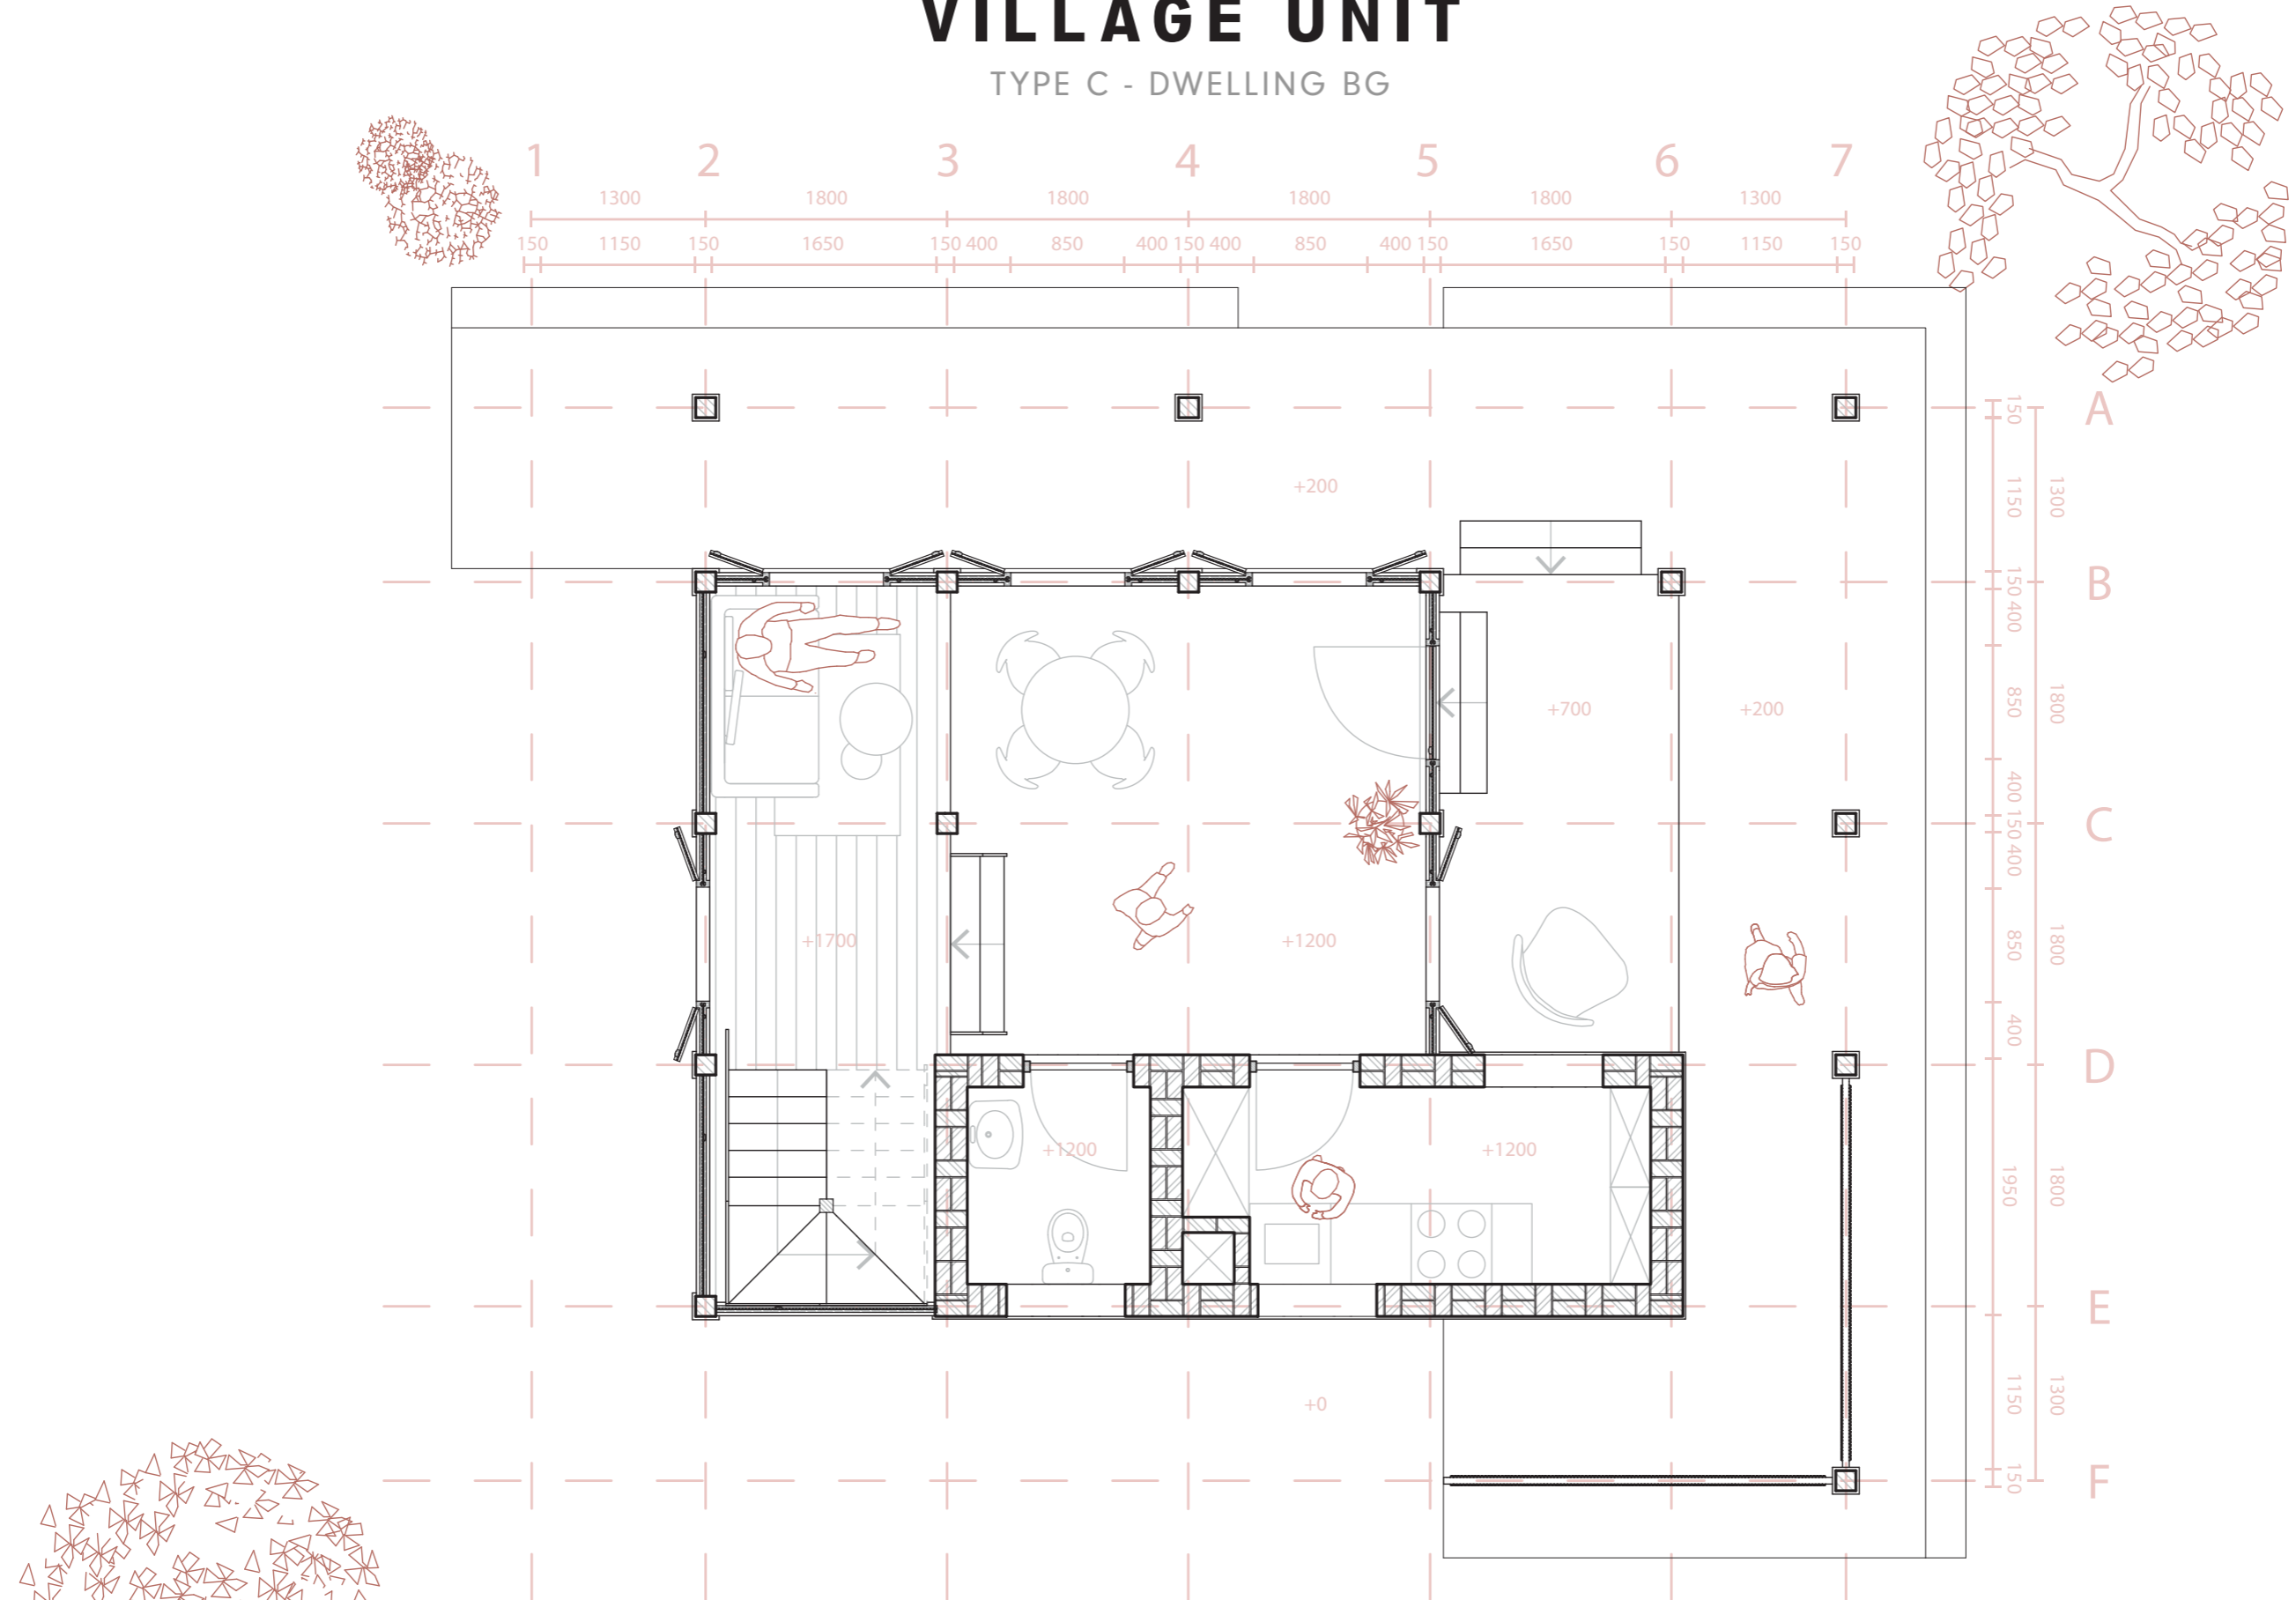 VILLAGE UNIT
TYPE C - DWELLING BG
1 2 3 4 5 6 7
1300 1800 1800 1800 1800 1300
150 1150 150 1650 150 400 850 400 150 400 850 400 150 1650 150 1150 150
A
150
1150
1300
+200
B
150 400
850
1800
+700
+200
400 150 400
C
+1700
+1200
850
1800
400
D
+1200
+1200
1950
1800
E
+0
1150
1300
150
F